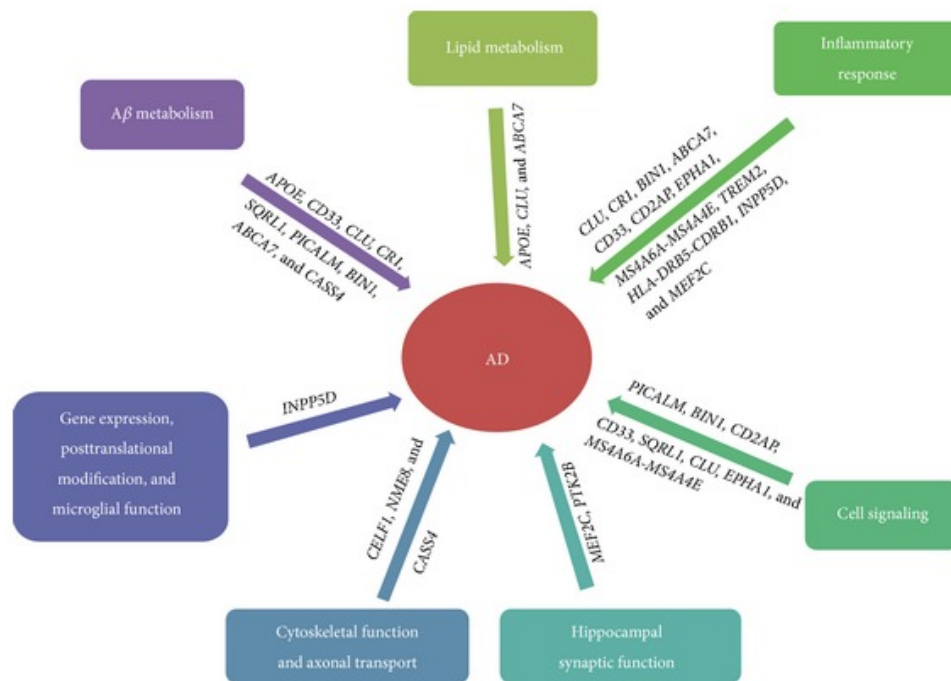 Lipid metabolism
Inflammatory
response
Aβ metabolism
APOE, CLU, and ABCA7
CLU, CR1, BIN1, ABCA7,
CD33, CD2AP, EPHA1,
MS4A6A-MS4A4E, TREM2,
HLA-DRB5-CDRB1, INPP5D,
and MEF2C
APOE, CD33, CLU, CR1,
SQRL1, PICALM, BIN1,
ABCA7, and CASS4
AD
Gene expression,
posttranslational
modification, and
microglial function
INPP5D
PICALM, BIN1, CD2AP,
CD33, SQRL1, CLU, EPHA1, and
MS4A6A-MS4A4E
Cell signaling
CELF1, NME8, and
CASS4
MEF2C, PTK2B
Cytoskeletal function
and axonal transport
Hippocampal
synaptic function